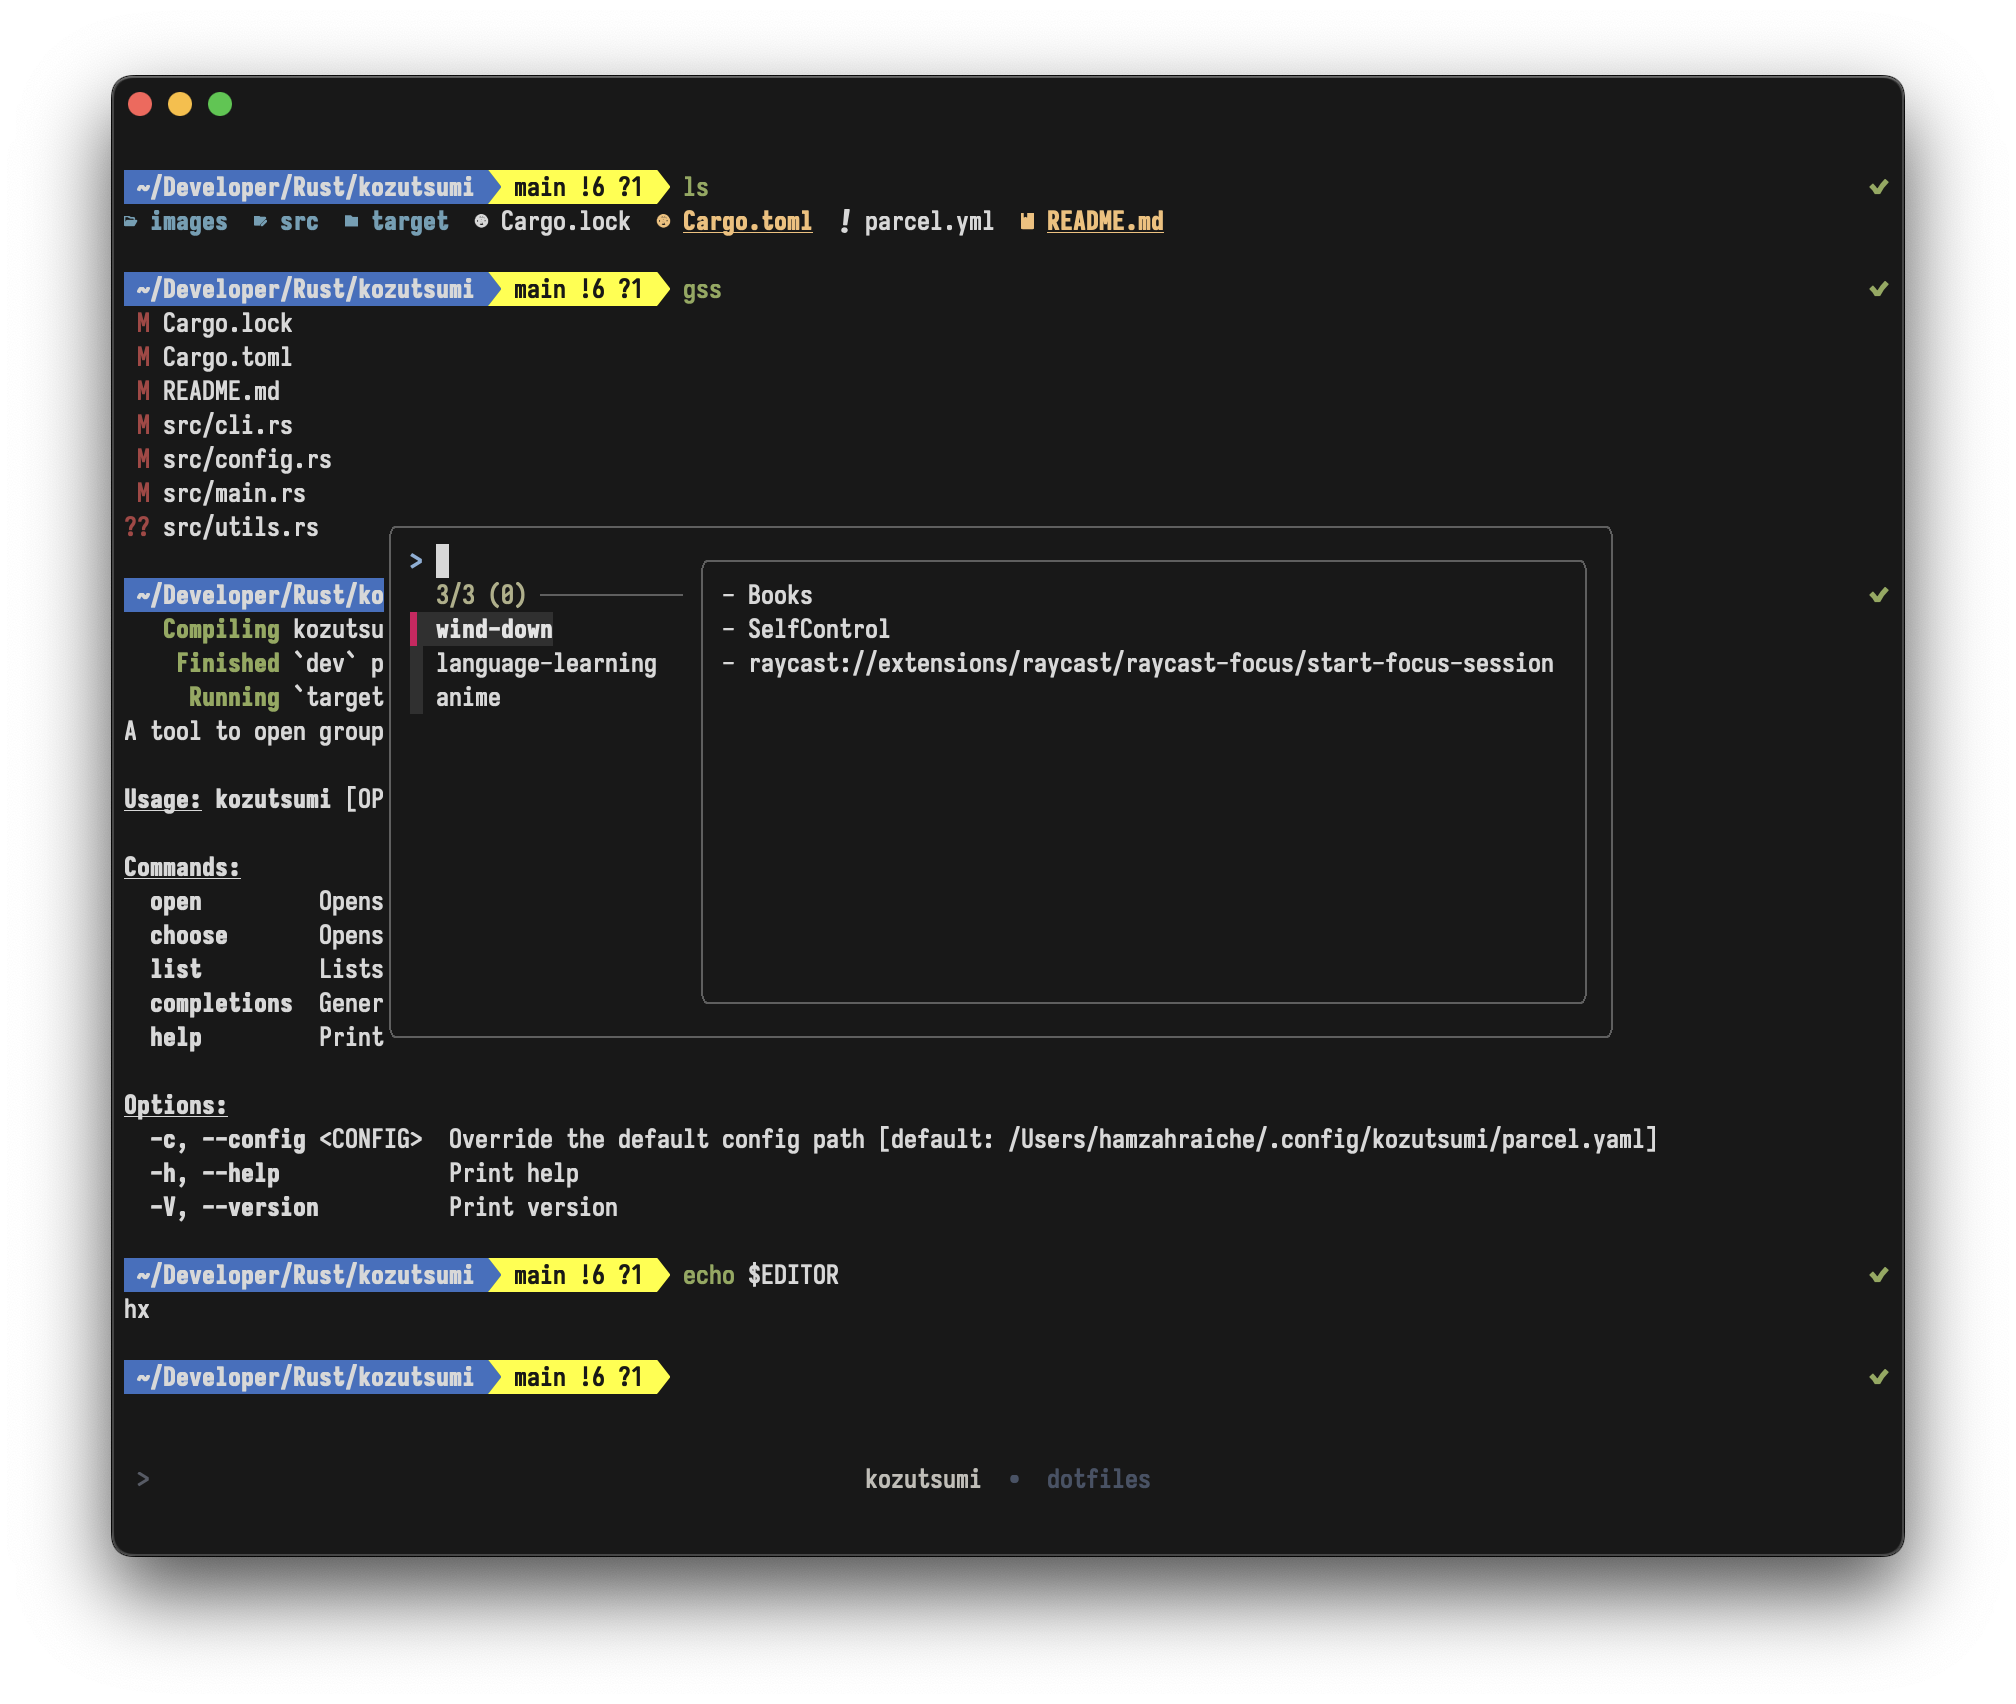 ~/Developer/Rust/kozutsumi main !6 ?1 ls ✔
images src target Cargo.lock Cargo.toml ! parcel.yml README.md
~/Developer/Rust/kozutsumi main !6 ?1 gss ✔
M Cargo.lock
M Cargo.toml
M README.md
M src/cli.rs
M src/config.rs
M src/main.rs
?? src/utils.rs
~/Developer/Rust/ko ✔
Compiling kozutsu
Finished `dev` p
Running `target
A tool to open group
Usage: kozutsumi [OP
Commands:
open Opens
choose Opens
list Lists
completions Gener
help Print
>
3/3 (0)
wind-down
language-learning
anime
- Books
- SelfControl
- raycast://extensions/raycast/raycast-focus/start-focus-session
Options:
-c, --config <CONFIG> Override the default config path [default: /Users/hamzahraiche/.config/kozutsumi/parcel.yaml]
-h, --help Print help
-V, --version Print version
~/Developer/Rust/kozutsumi main !6 ?1 echo $EDITOR ✔
hx
~/Developer/Rust/kozutsumi main !6 ?1 ✔
> kozutsumi • dotfiles